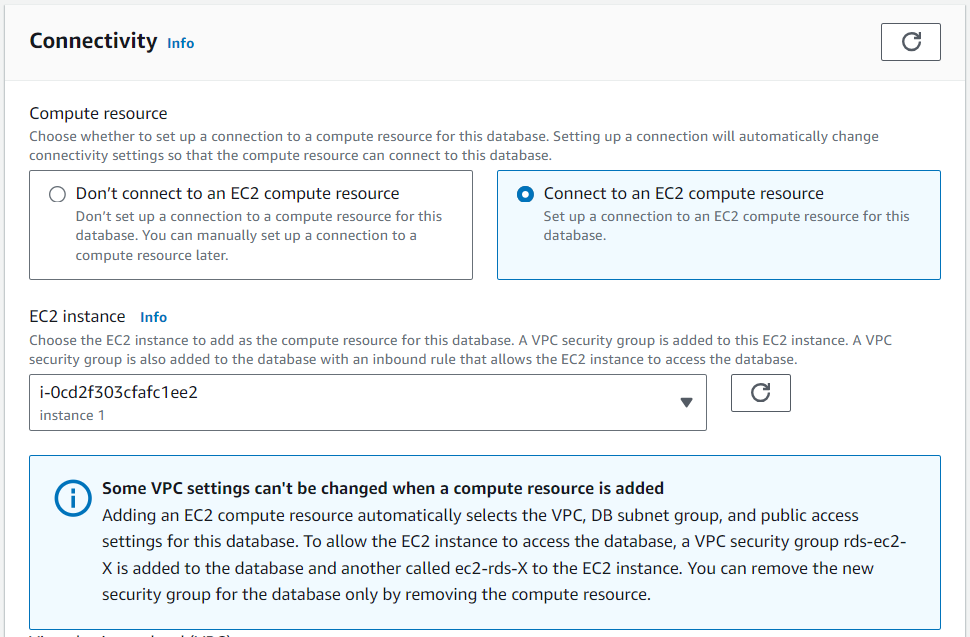 Connectivity Info
Compute resource
Choose whether to set up a connection to a compute resource for this database. Setting up a connection will automatically change
connectivity settings so that the compute resource can connect to this database.
Don't connect to an EC2 compute resource
Don't set up a connection to a compute resource for this
database. You can manually set up a connection to a
compute resource later.
Connect to an EC2 compute resource
Set up a connection to an EC2 compute resource for this
database.
EC2 instance Info
Choose the EC2 instance to add as the compute resource for this database. A VPC security group is added to this EC2 instance. A VPC
security group is also added to the database with an inbound rule that allows the EC2 instance to access the database.
i-0cd2f303cfafc1ee2
instance 1
Some VPC settings can't be changed when a compute resource is added
Adding an EC2 compute resource automatically selects the VPC, DB subnet group, and public access
settings for this database. To allow the EC2 instance to access the database, a VPC security group rds-ec2-
X is added to the database and another called ec2-rds-X to the EC2 instance. You can remove the new
security group for the database only by removing the compute resource.